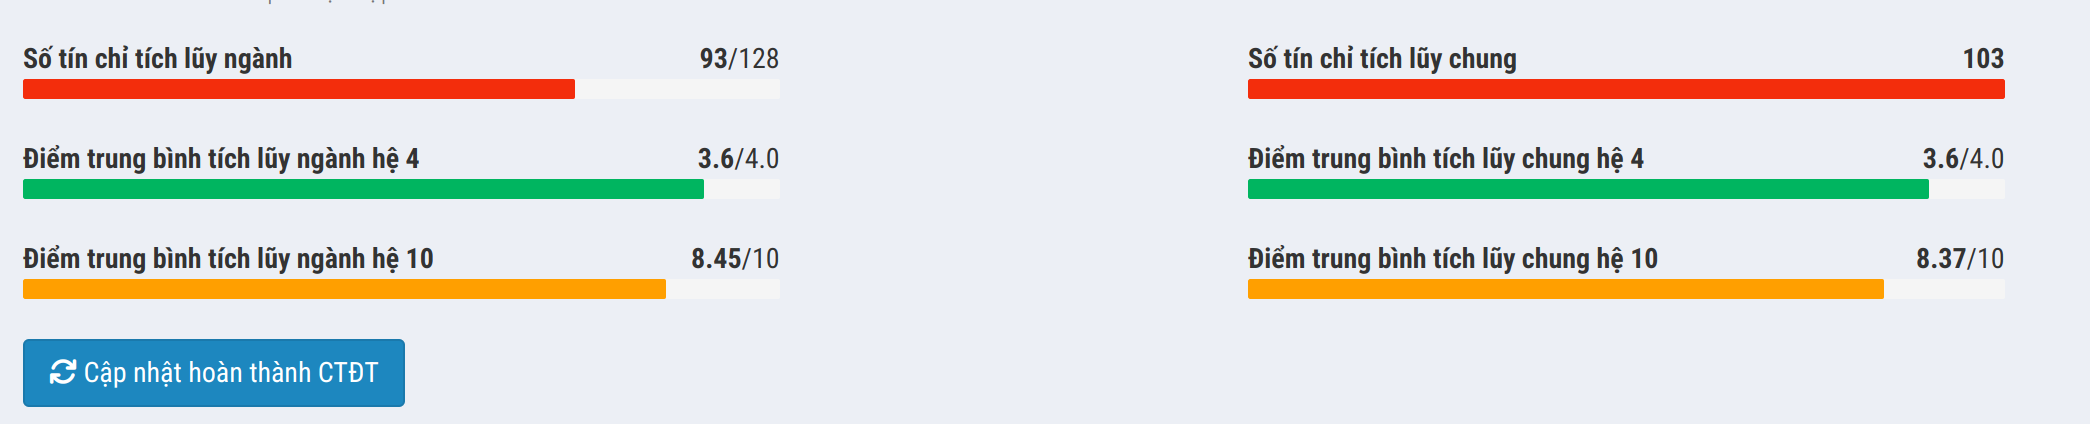 Số tín chỉ tích lũy ngành 93/128
Số tín chỉ tích lũy chung 103
Điểm trung bình tích lũy ngành hệ 4 3.6/4.0
Điểm trung bình tích lũy chung hệ 4 3.6/4.0
Điểm trung bình tích lũy ngành hệ 10 8.45/10
Điểm trung bình tích lũy chung hệ 10 8.37/10
Cập nhật hoàn thành CTĐT